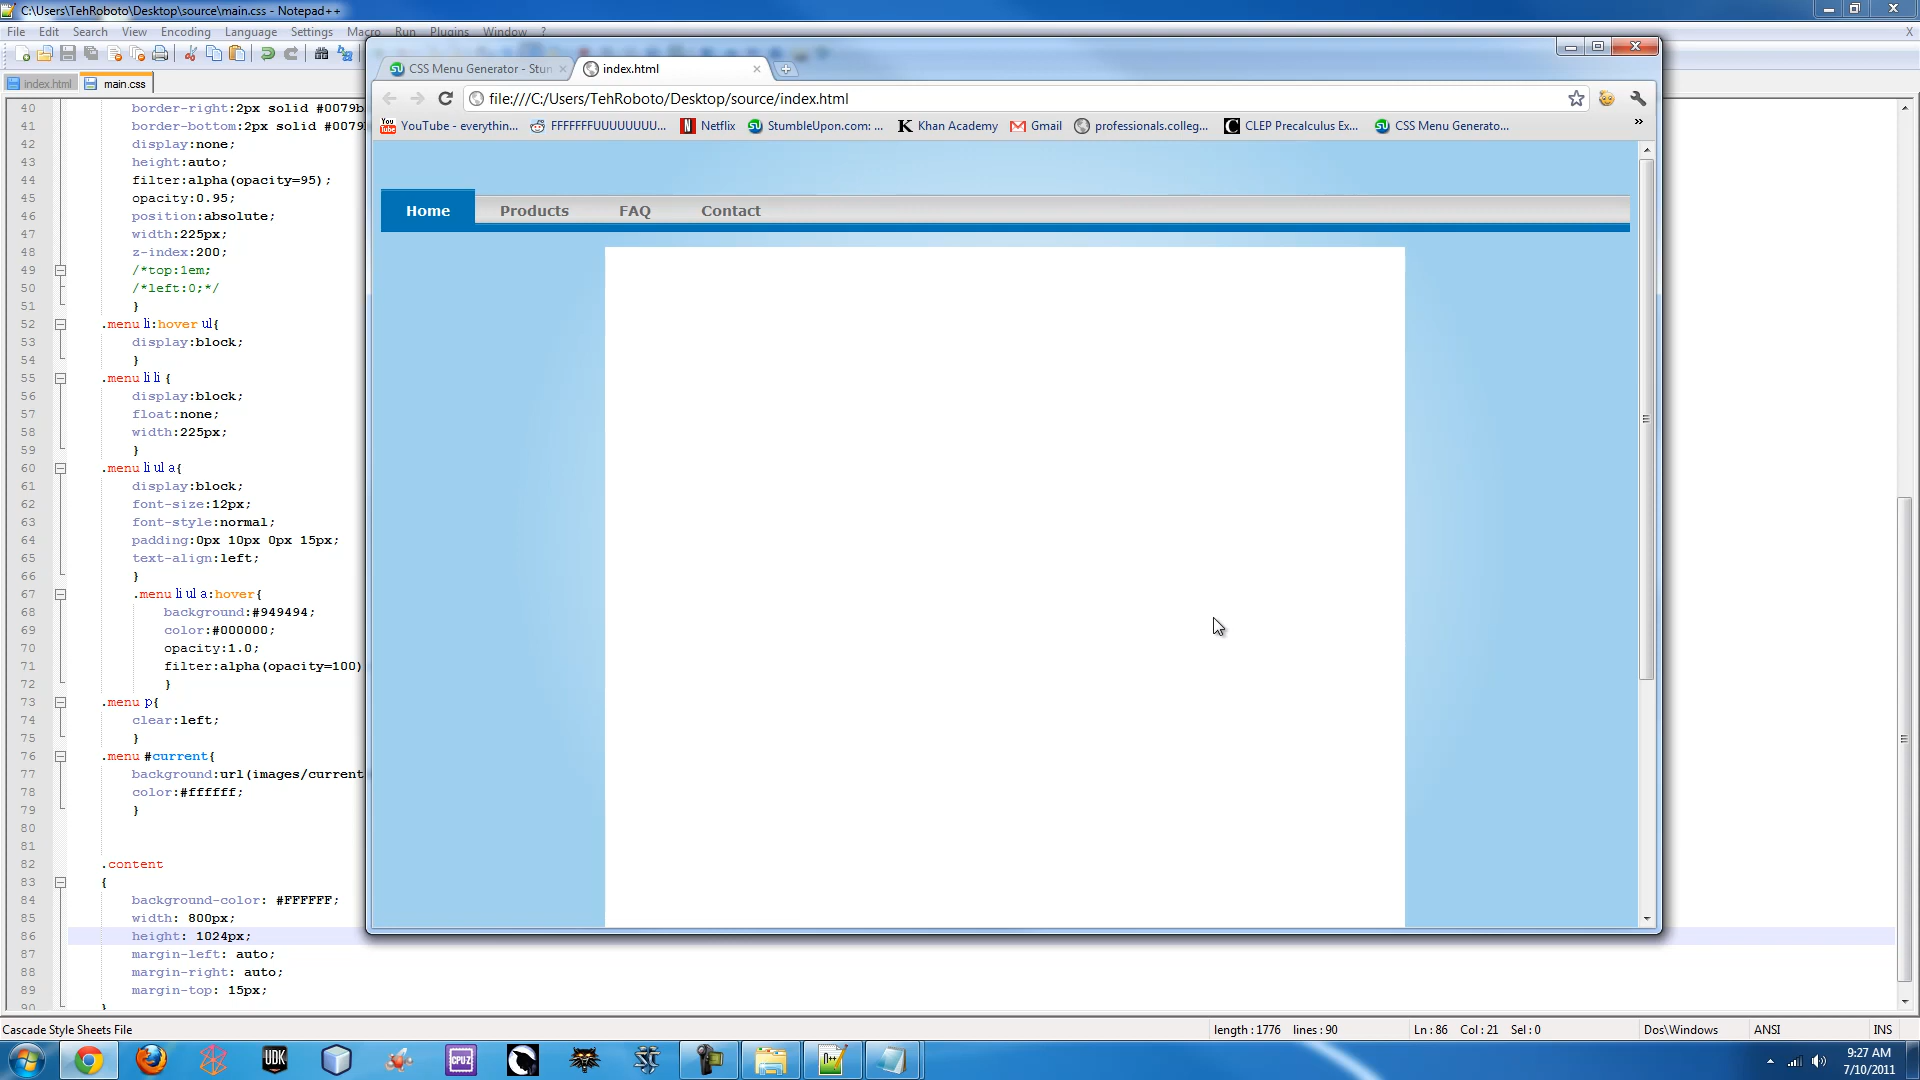 C:\Users\TehRoboto\Desktop\source\main.css - Notepad++
File Edit Search View Encoding Language Settings Macro Run Plugins Window ?
index.html main.css
CSS Menu Generator - Stun
index.html
file:///C:/Users/TehRoboto/Desktop/source/index.html
YouTube - everythin... FFFFFFFUUUUUUUU... Netflix StumbleUpon.com: ... Khan Academy Gmail professionals.colleg... CLEP Precalculus Ex... CSS Menu Generato... »
Home Products FAQ Contact
40 border-right:2px solid #0079b
41 border-bottom:2px solid #0079
42 display:none;
43 height:auto;
44 filter:alpha(opacity=95);
45 opacity:0.95;
46 position:absolute;
47 width:225px;
48 z-index:200;
49 /*top:1em;
50 /*left:0;*/
51 }
52 .menu li:hover ul{
53 display:block;
54 }
55 .menu li li {
56 display:block;
57 float:none;
58 width:225px;
59 }
60 .menu li ul a{
61 display:block;
62 font-size:12px;
63 font-style:normal;
64 padding:0px 10px 0px 15px;
65 text-align:left;
66 }
67 .menu li ul a:hover{
68 background:#949494;
69 color:#000000;
70 opacity:1.0;
71 filter:alpha(opacity=100)
72 }
73 .menu p{
74 clear:left;
75 }
76 .menu #current{
77 background:url(images/current
78 color:#ffffff;
79 }
80
81
82 .content
83 {
84 background-color: #FFFFFF;
85 width: 800px;
86 height: 1024px;
87 margin-left: auto;
88 margin-right: auto;
89 margin-top: 15px;
90 }
Cascade Style Sheets File length : 1776 lines : 90 Ln : 86 Col : 21 Sel : 0 Dos\Windows ANSI INS
UDK CPUZ
9:27 AM
7/10/2011